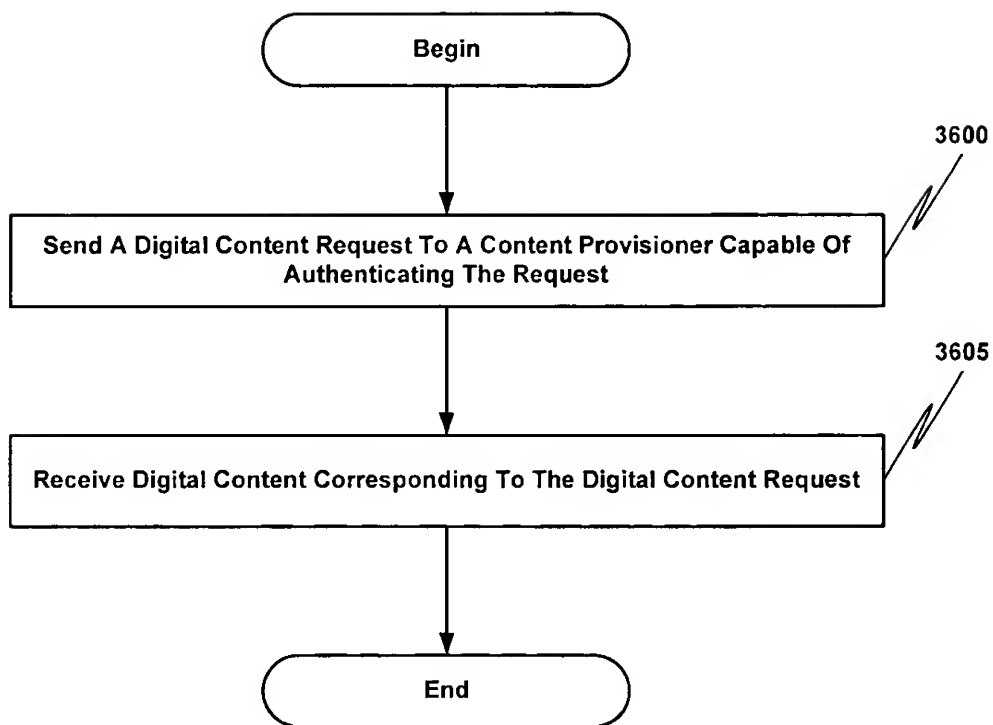 Begin
3600
Send A Digital Content Request To A Content Provisioner Capable Of
Authenticating The Request
3605
Receive Digital Content Corresponding To The Digital Content Request
End